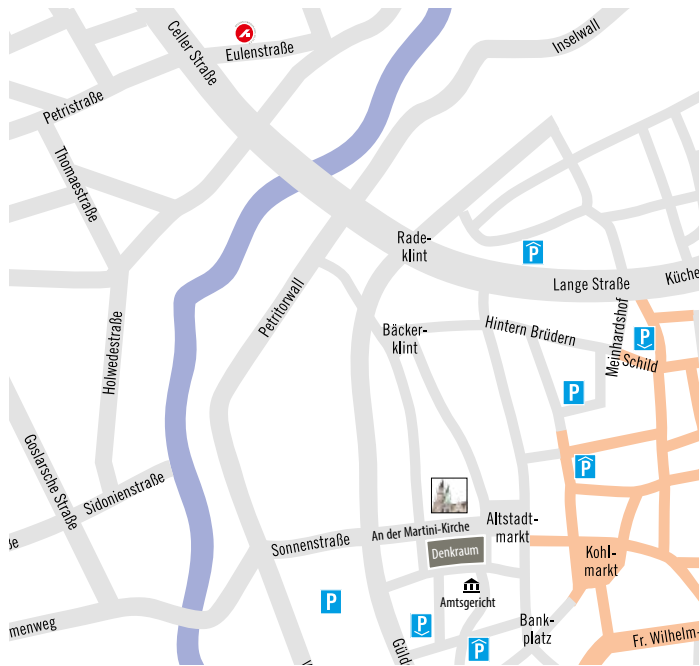 Celler Straße
Eulenstraße
Inselwall
Petristraße
Thomaestraße
Rade-
klint
P
Lange Straße
Küche
Petritorwall
Holwedestraße
Bäcker-
klint
Hintern Brüdern
Meinhardshof
P
Schild
P
Goslarsche Straße
Sidonienstraße
P
Sonnenstraße
An der Martini-Kirche
Altstadt-
markt
Denkraum
Kohl-
markt
Amtsgericht
P
P
menweg
Güld
Bank-
platz
P
Fr. Wilhelm-